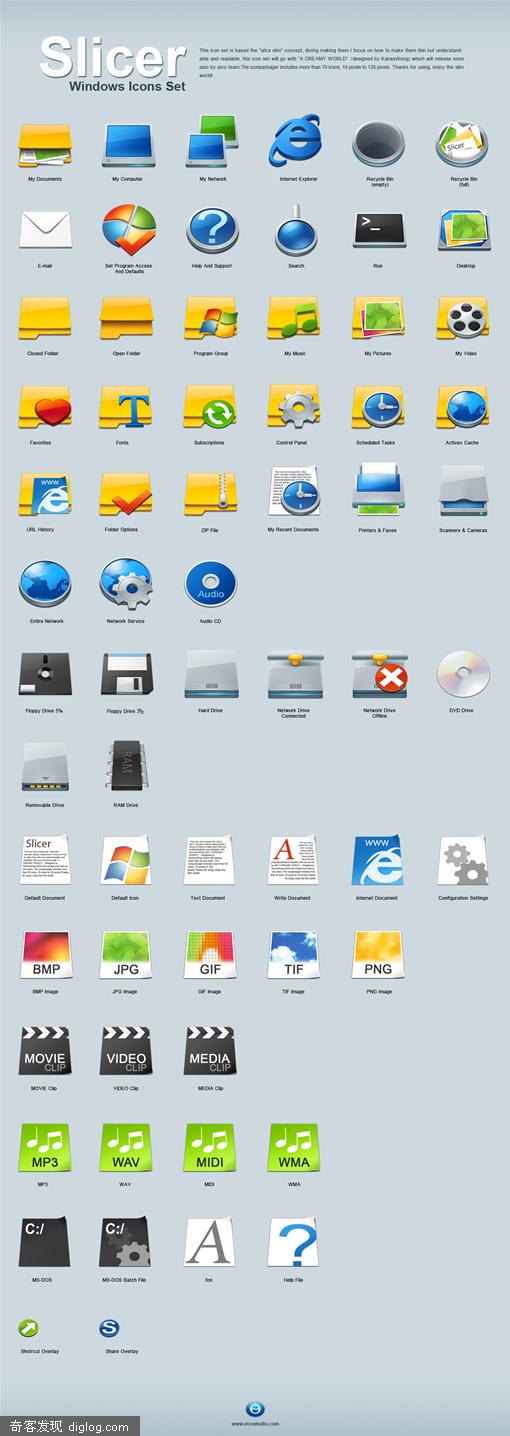 Slicer
Windows Icons Set
This icon set is based the "ultra slim" concept, during making them I focus on how to make them thin but understand-
able and readable, this icon set will go with "A DREAMY WORLD" (designed by KanesWong) which will release soon
also by eico team.The iconpackager includes more than 70 icons, 16 pixels to 128 pixels. Thanks for using, enjoy the slim
world!
My Documents
My Computer
My Network
Internet Explorer
Recycle Bin
(empty)
Slicer
Recycle Bin
(full)
E-mail
Set Program Access
And Defaults
Help And Support
Search
Run
Desktop
Closed Folder
Open Folder
Program Group
My Music
My Pictures
My Video
Favorites
Fonts
Subscriptions
Control Panel
Scheduled Tasks
Activex Cache
WWW
URL History
Folder Options
ZIP File
My Recent Documents
Printers & Faxes
Scanners & Cameras
Entire Network
Network Service
Audio
Audio CD
Floppy Drive 5¼
Floppy Drive 3½
Hard Drive
Network Drive
Connected
Network Drive
Offline
DVD Drive
Removable Drive
RAM
RAM Drive
Slicer
Default Document
Default Icon
Text Document
A
Write Document
WWW
Internet Document
Configuration Settings
BMP
BMP Image
JPG
JPG Image
GIF
GIF Image
TIF
TIF Image
PNG
PNG Image
MOVIE
CLIP
MOVIE Clip
VIDEO
CLIP
VIDEO Clip
MEDIA
CLIP
MEDIA Clip
MP3
MP3
WAV
WAV
MIDI
MIDI
WMA
WMA
C:/
MS-DOS
C:/
MS-DOS Batch File
A
fon
?
Help File
Shotrcut Overlay
S
Share Overlay
www.eicostudio.com
奇客发现 diglog.com